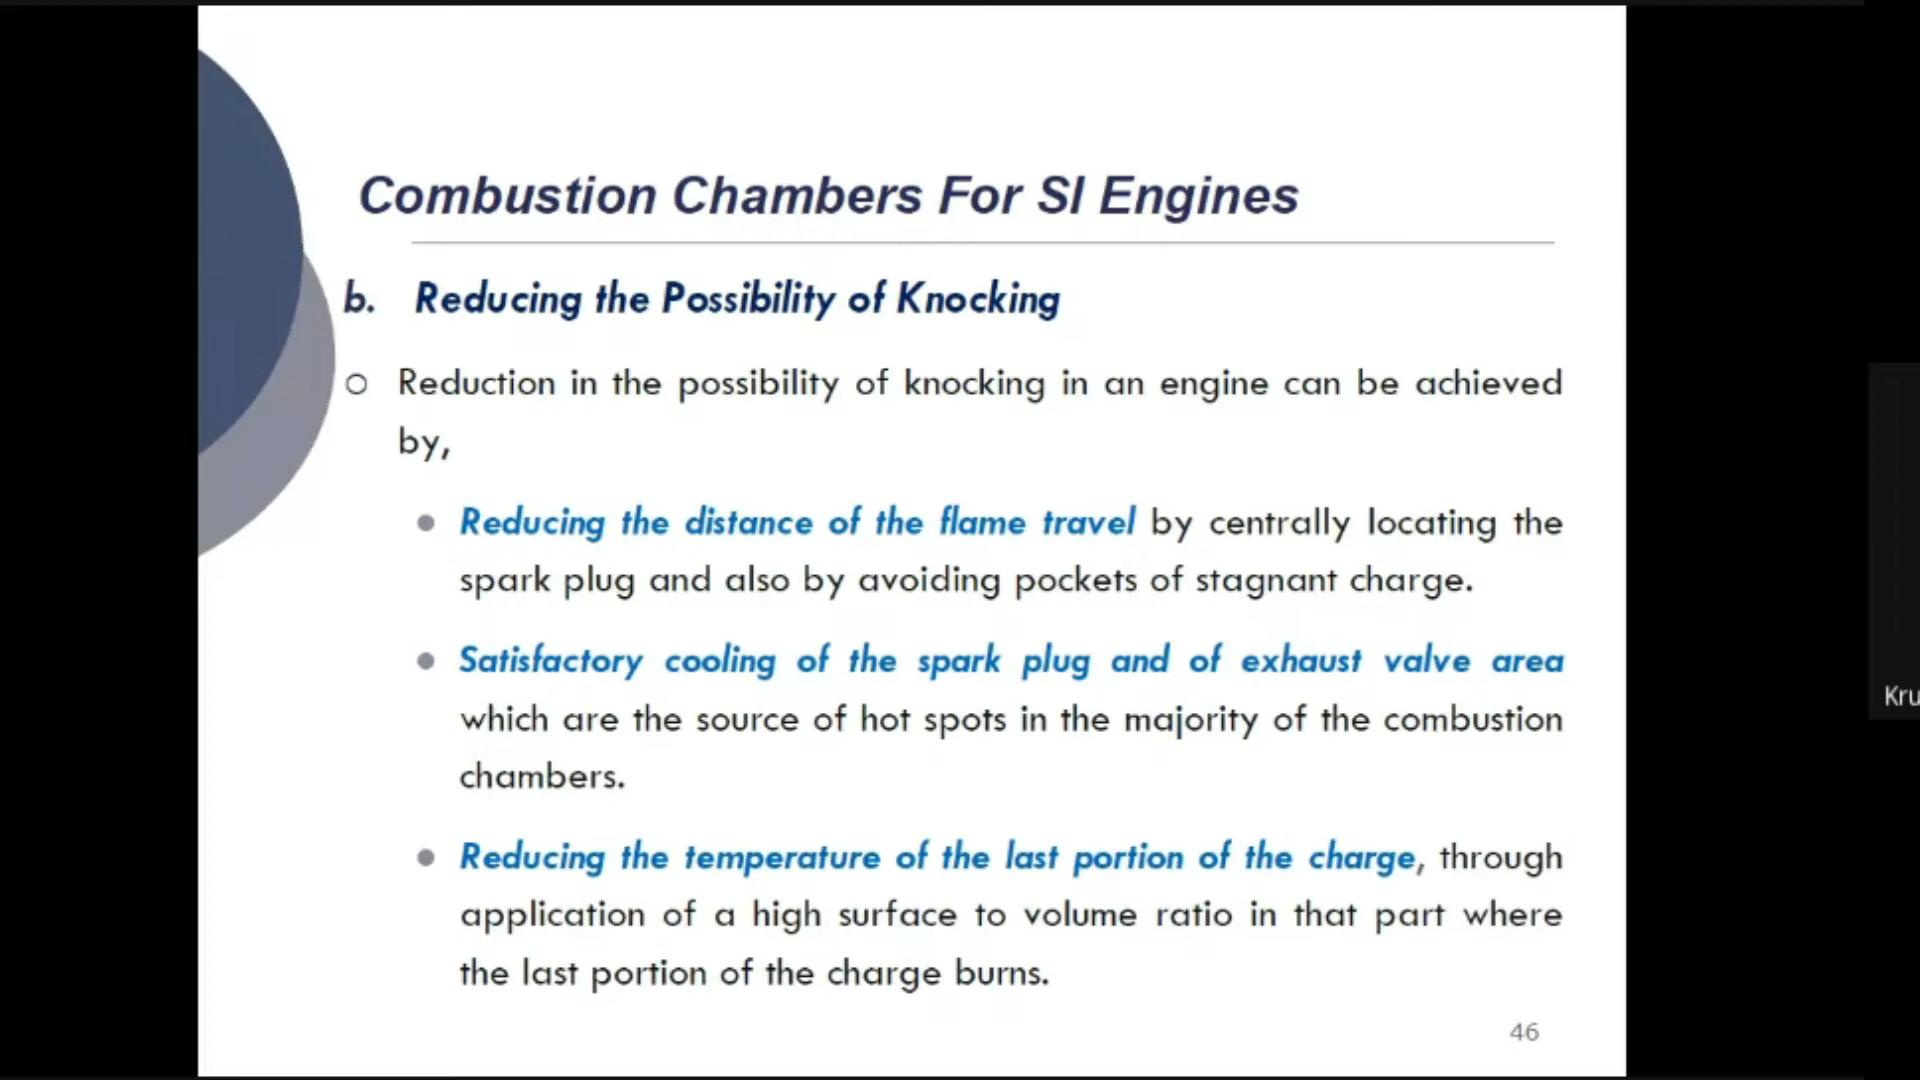 Combustion Chambers For SI Engines
b. Reducing the Possibility of Knocking
Reduction in the possibility of knocking in an engine can be achieved
by,
Reducing the distance of the flame travel by centrally locating the
spark plug and also by avoiding pockets of stagnant charge.
Satisfactory cooling of the spark plug and of exhaust valve area
which are the source of hot spots in the majority of the combustion
chambers.
Reducing the temperature of the last portion of the charge, through
application of a high surface to volume ratio in that part where
the last portion of the charge burns.
46
Kru